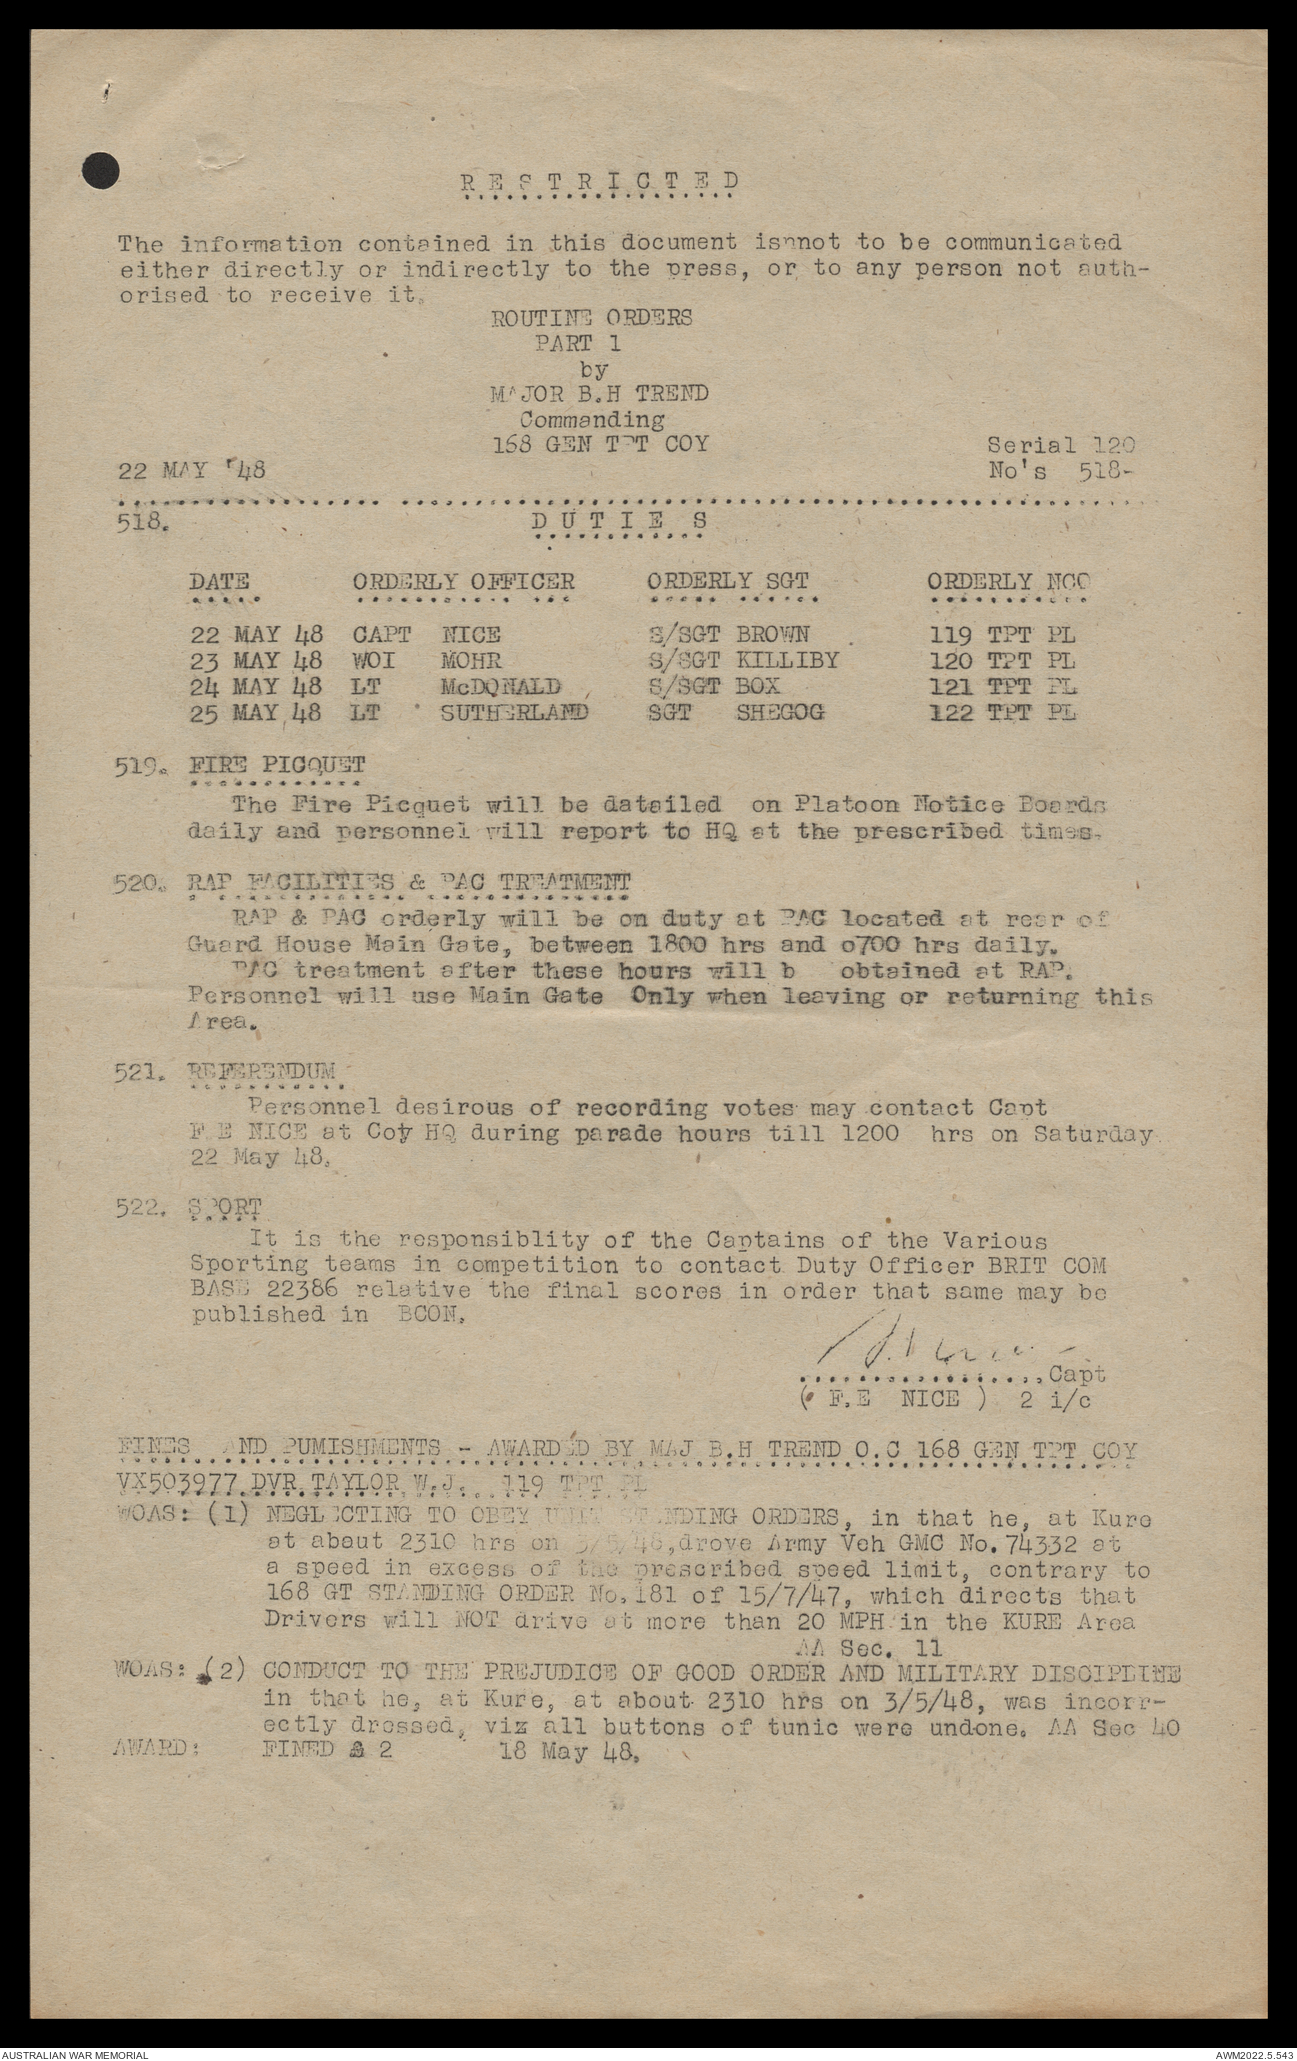 RESTRICTED
The information contained in this document is not to be communicated
either directly or indirectly to the press, or to any person not auth-
orised to receive it.
ROUTINE ORDERS
PART 1
by
MAJOR B.H TREND
Commanding
168 GEN TPT COY
Serial 120
22 MAY '48
No's 518-
518.
DUTIES
DATE ORDERLY OFFICER ORDERLY SGT ORDERLY NCO
22 MAY 48 CAPT NICE S/SGT BROWN 119 TPT PL
23 MAY 48 WOI MOHR S/SGT KILLIBY 120 TPT PL
24 MAY 48 LT McDONALD S/SGT BOX 121 TPT PL
25 MAY 48 LT SUTHERLAND SGT SHEGOG 122 TPT PL
519. FIRE PICQUET
The Fire Picquet will be datailed on Platoon Notice Boards
daily and personnel will report to HQ at the prescribed times.
520. RAP FACILITIES & PAC TREATMENT
RAP & PAC orderly will be on duty at PAC located at rear of
Guard House Main Gate, between 1800 hrs and o700 hrs daily.
PAC treatment after these hours will b obtained at RAP.
Personnel will use Main Gate Only when leaving or returning this
Area.
521. REFERENDUM
Personnel desirous of recording votes may contact Capt
F E NICE at Coy HQ during parade hours till 1200 hrs on Saturday
22 May 48.
522. SPORT
It is the responsiblity of the Captains of the Various
Sporting teams in competition to contact Duty Officer BRIT COM
BASE 22386 relative the final scores in order that same may be
published in BCON.
Capt
( F.E NICE ) 2 i/c
FINES AND PUMISHMENTS - AWARDED BY MAJ B.H TREND O.C 168 GEN TPT COY
VX503977 DVR TAYLOR W.J. 119 TPT PL
WOAS: (1) NEGLECTING TO OBEY UNIT STANDING ORDERS, in that he, at Kure
at abaut 2310 hrs on 3/5/48, drove Army Veh GMC No. 74332 at
a speed in excess of the prescribed speed limit, contrary to
168 GT STANDING ORDER No. 181 of 15/7/47, which directs that
Drivers will NOT drive at more than 20 MPH in the KURE Area
AA Sec. 11
WOAS: (2) CONDUCT TO THE PREJUDICE OF GOOD ORDER AND MILITARY DISCIPLINE
in that he, at Kure, at about 2310 hrs on 3/5/48, was incorr-
ectly dressed, viz all buttons of tunic were undone. AA Sec 40
AWARD: FINED 2 18 May 48.
AUSTRALIAN WAR MEMORIAL
AWM2022.5.543